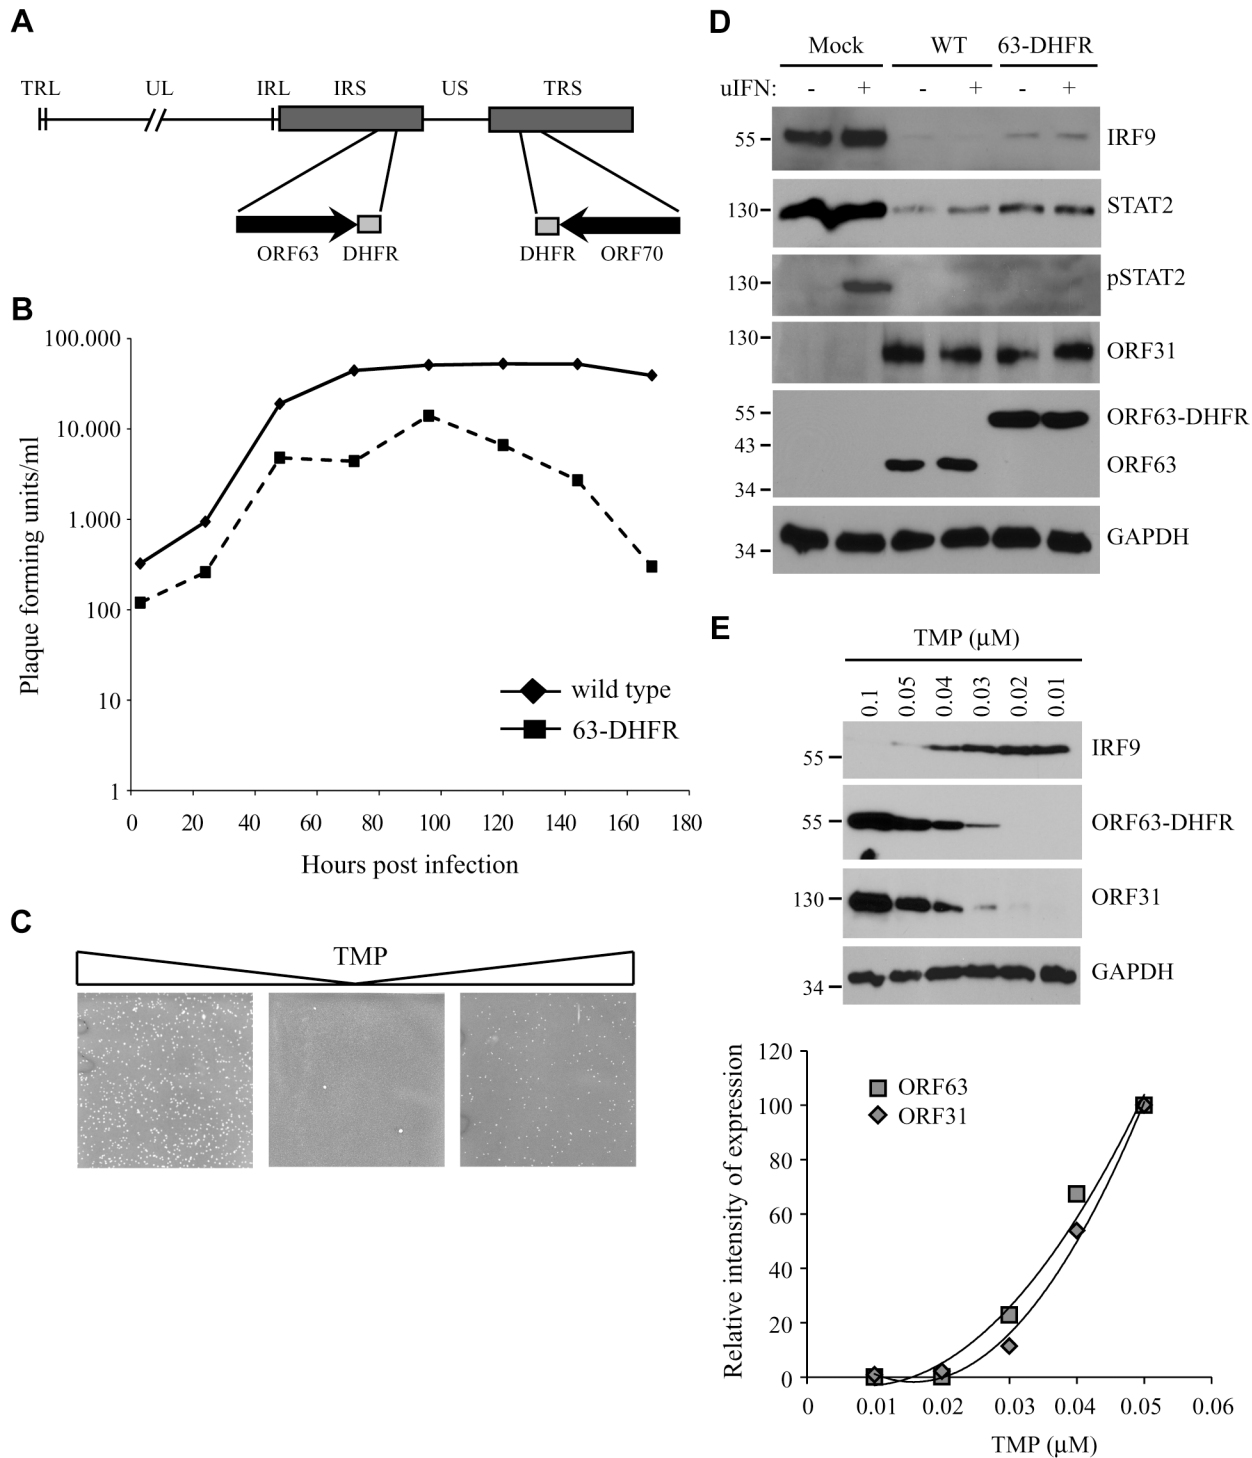 A
TRL UL IRL IRS US TRS
ORF63 DHFR DHFR ORF70
B
100.000
10.000
1.000
100
10
1
Plaque forming units/ml
wild type
63-DHFR
0 20 40 60 80 100 120 140 160 180
Hours post infection
C
TMP
D
Mock WT 63-DHFR
uIFN: - + - + - +
55 IRF9
130 STAT2
130 pSTAT2
130 ORF31
55 ORF63-DHFR
43
ORF63
34
34 GAPDH
E
TMP (μM)
0.1 0.05 0.04 0.03 0.02 0.01
55 IRF9
55 ORF63-DHFR
130 ORF31
34 GAPDH
Relative intensity of expression
120
100
80
60
40
20
0
ORF63
ORF31
0 0.01 0.02 0.03 0.04 0.05 0.06
TMP (μM)